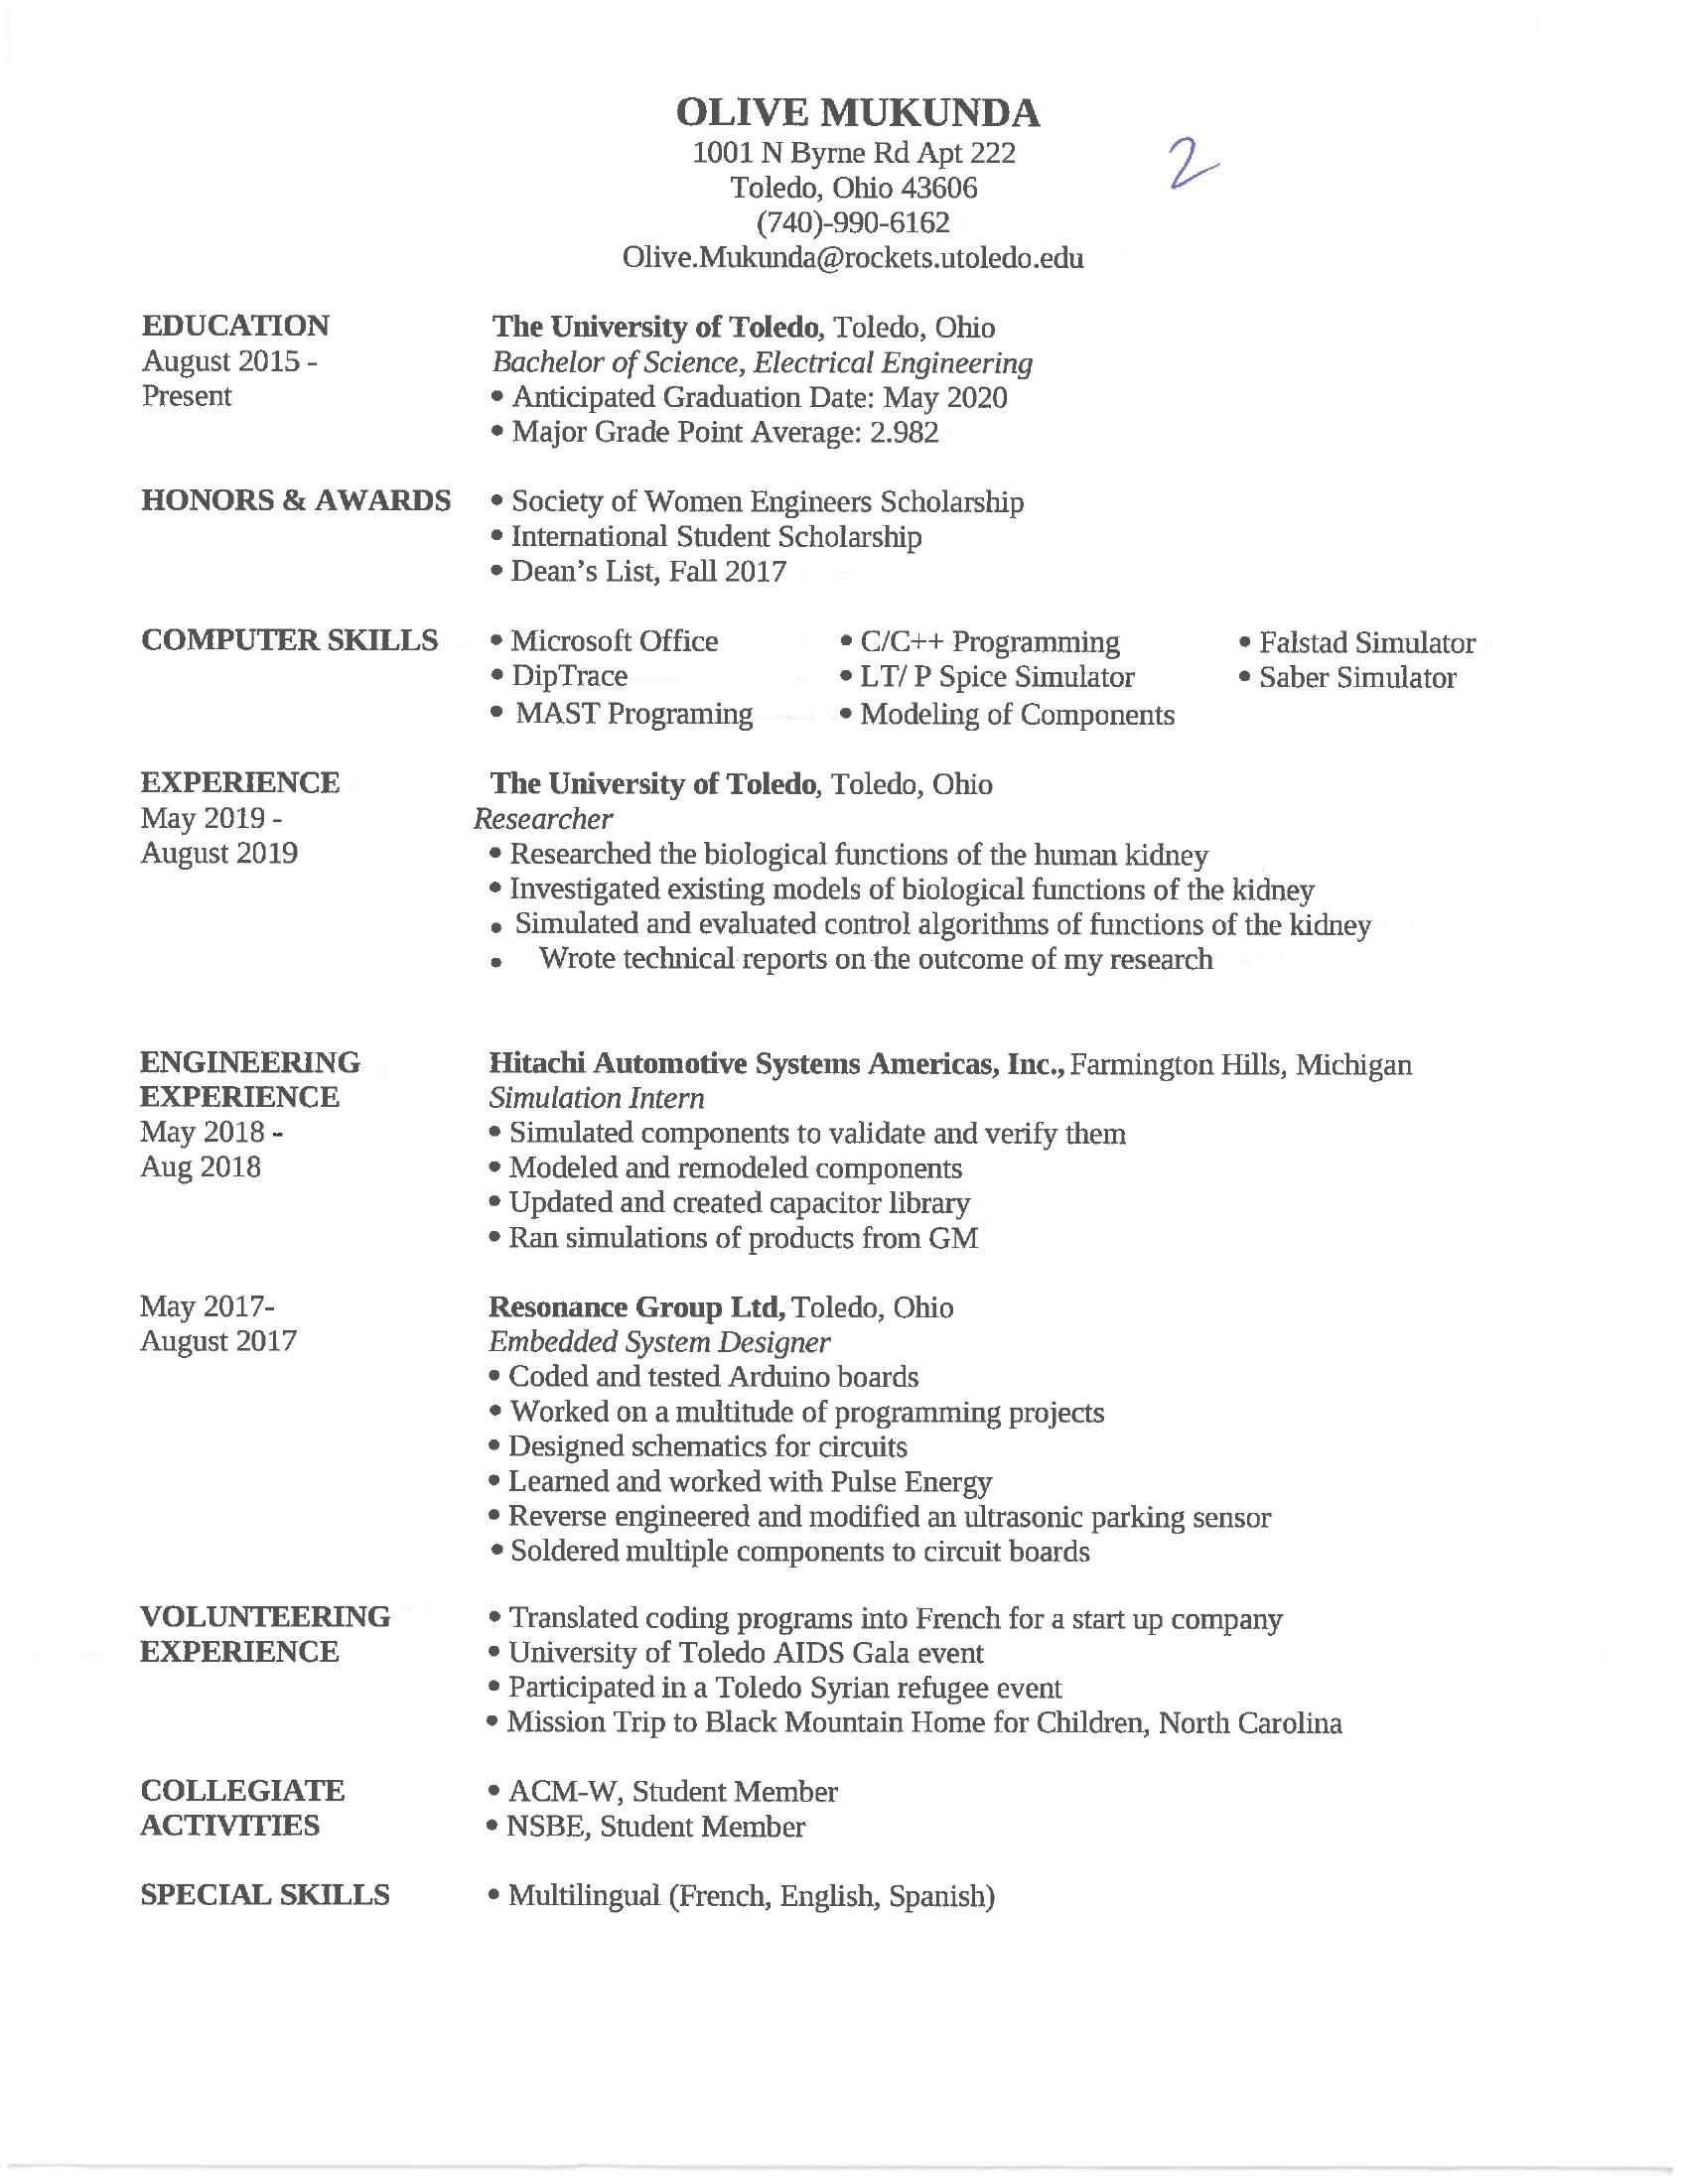 OLIVE MUKUNDA
1001 N Byrne Rd Apt 222
2
Toledo, Ohio 43606
(740)-990-6162
Olive.Mukunda@rockets.utoledo.edu
EDUCATION The University of Toledo, Toledo, Ohio
August 2015 - Bachelor of Science, Electrical Engineering
Present • Anticipated Graduation Date: May 2020
• Major Grade Point Average: 2.982
HONORS & AWARDS • Society of Women Engineers Scholarship
• International Student Scholarship
• Dean's List, Fall 2017
COMPUTER SKILLS • Microsoft Office • C/C++ Programming • Falstad Simulator
• DipTrace • LT/ P Spice Simulator • Saber Simulator
• MAST Programing • Modeling of Components
EXPERIENCE The University of Toledo, Toledo, Ohio
May 2019 - Researcher
August 2019 • Researched the biological functions of the human kidney
• Investigated existing models of biological functions of the kidney
• Simulated and evaluated control algorithms of functions of the kidney
• Wrote technical reports on the outcome of my research
ENGINEERING Hitachi Automotive Systems Americas, Inc., Farmington Hills, Michigan
EXPERIENCE Simulation Intern
May 2018 - • Simulated components to validate and verify them
Aug 2018 • Modeled and remodeled components
• Updated and created capacitor library
• Ran simulations of products from GM
May 2017- Resonance Group Ltd, Toledo, Ohio
August 2017 Embedded System Designer
• Coded and tested Arduino boards
• Worked on a multitude of programming projects
• Designed schematics for circuits
• Learned and worked with Pulse Energy
• Reverse engineered and modified an ultrasonic parking sensor
• Soldered multiple components to circuit boards
VOLUNTEERING • Translated coding programs into French for a start up company
EXPERIENCE • University of Toledo AIDS Gala event
• Participated in a Toledo Syrian refugee event
• Mission Trip to Black Mountain Home for Children, North Carolina
COLLEGIATE • ACM-W, Student Member
ACTIVITIES • NSBE, Student Member
SPECIAL SKILLS • Multilingual (French, English, Spanish)